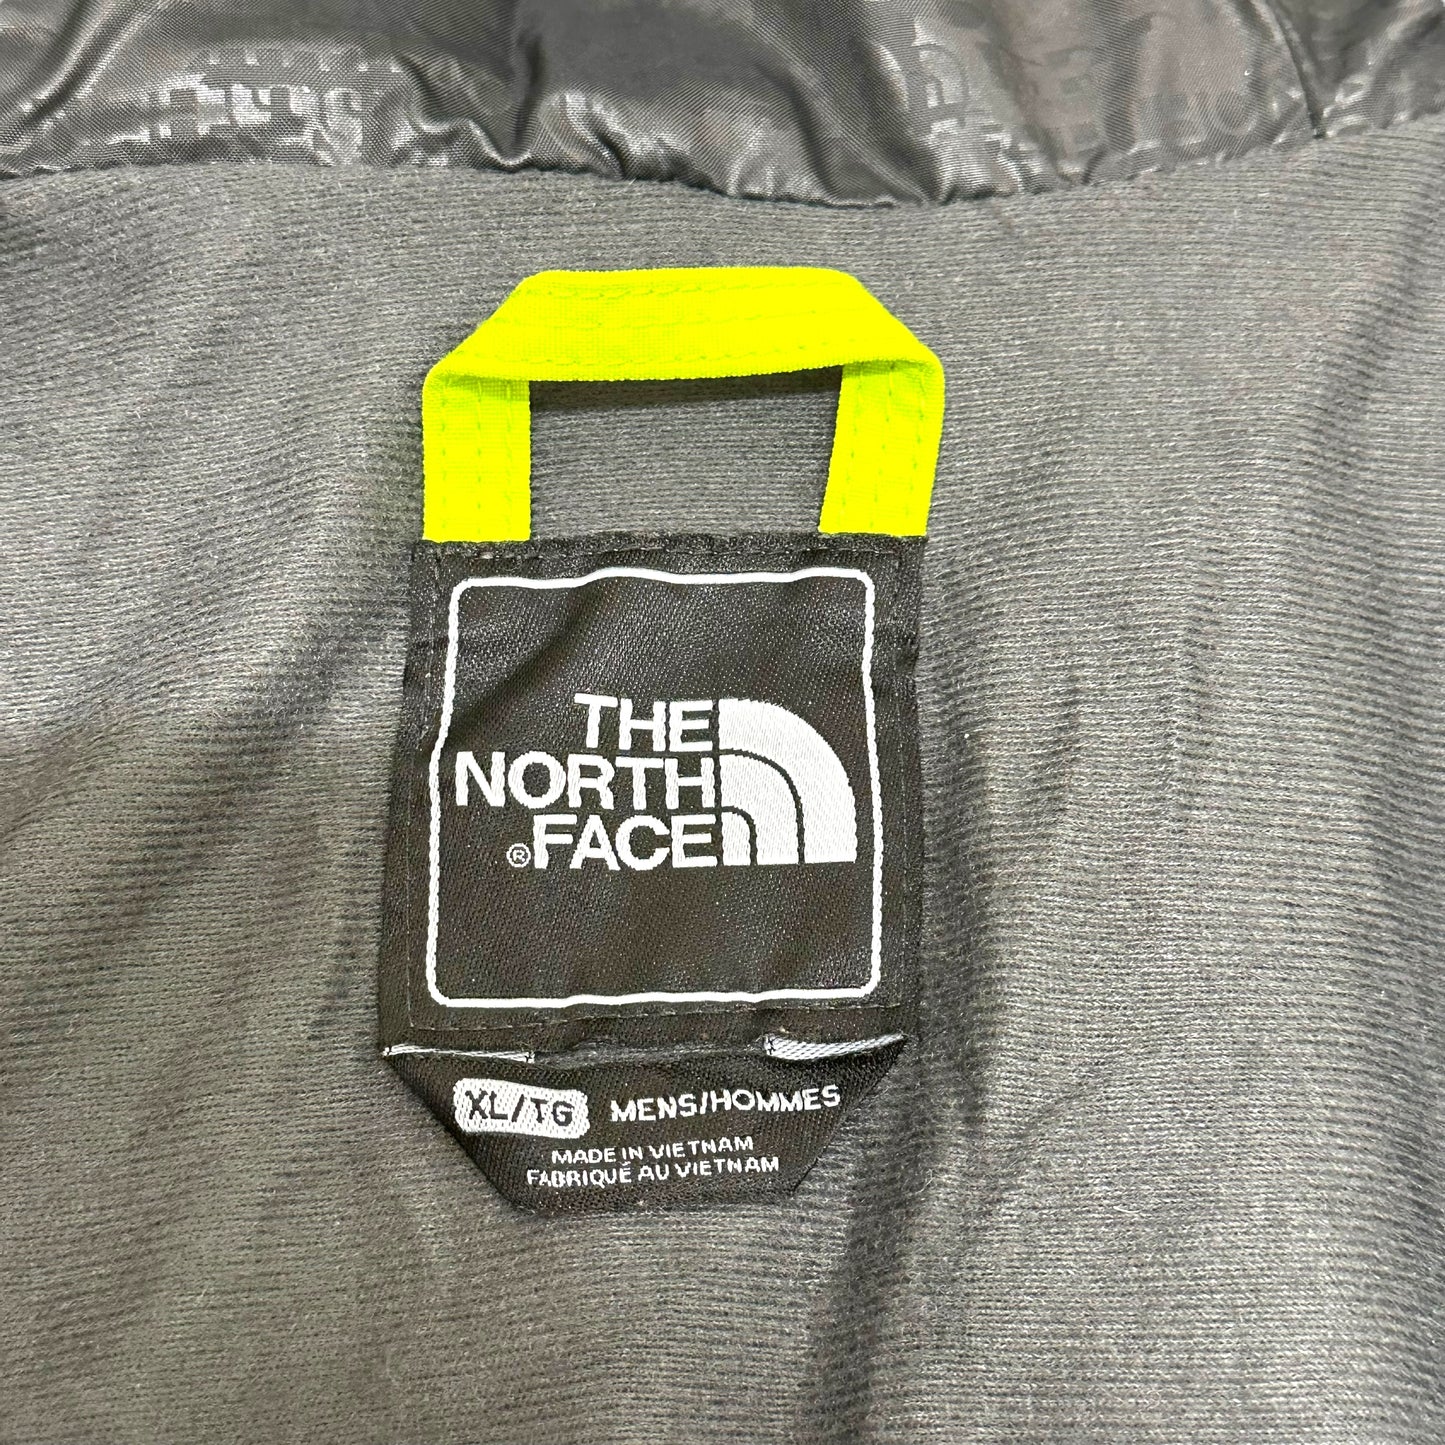 THE
NORTH
® FACE
XL/TG MENS/HOMMES
MADE IN VIETNAM
FABRIQUÉ AU VIETNAM